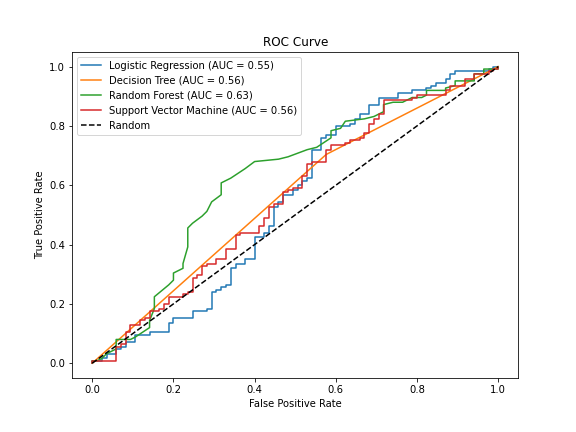 ROC Curve
Logistic Regression (AUC = 0.55)
Decision Tree (AUC = 0.56)
Random Forest (AUC = 0.63)
Support Vector Machine (AUC = 0.56)
Random
True Positive Rate
1.0
0.8
0.6
0.4
0.2
0.0
0.0 0.2 0.4 0.6 0.8 1.0
False Positive Rate